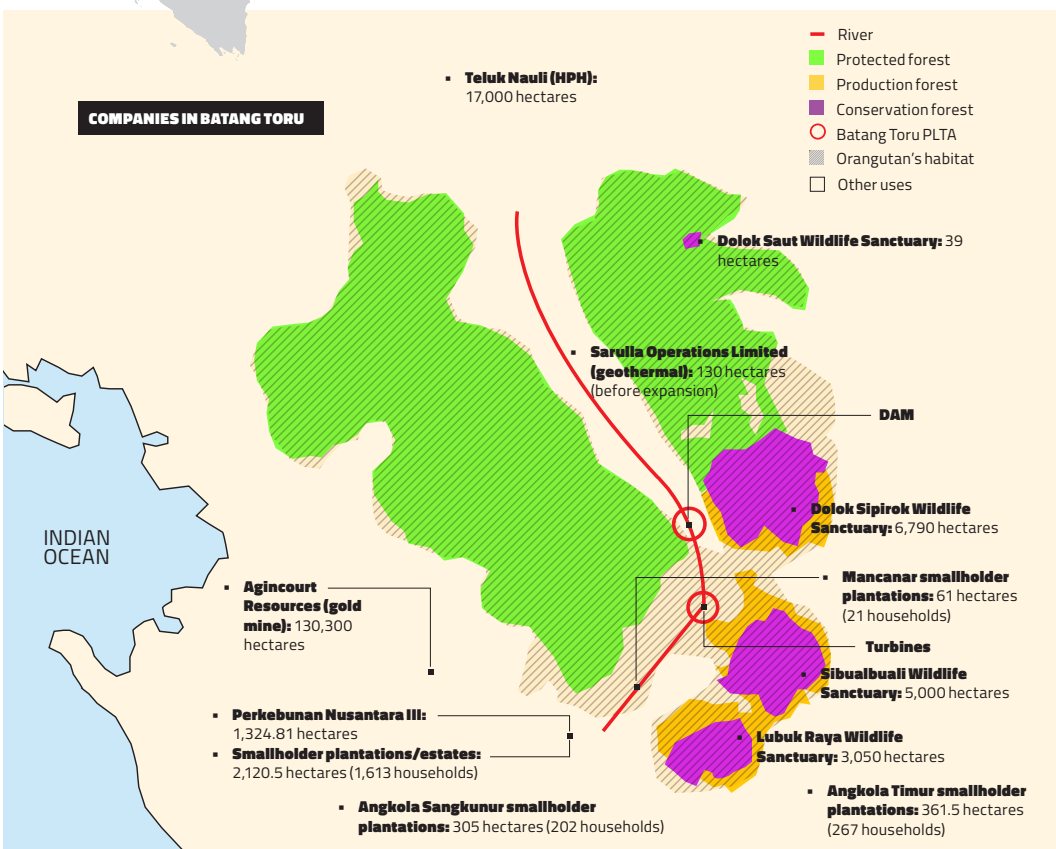 River
Protected forest
Production forest
Conservation forest
Batang Toru PLTA
Orangutan's habitat
Other uses
COMPANIES IN BATANG TORU
▪ Teluk Nauli (HPH):
17,000 hectares
▪ Dolok Saut Wildlife Sanctuary: 39
hectares
▪ Sarulla Operations Limited
(geothermal): 130 hectares
(before expansion)
DAM
▪ Dolok Sipirok Wildlife
Sanctuary: 6,790 hectares
INDIAN
OCEAN
▪ Agincourt
Resources (gold
mine): 130,300
hectares
▪ Mancanar smallholder
plantations: 61 hectares
(21 households)
Turbines
▪ Sibualbuali Wildlife
Sanctuary: 5,000 hectares
▪ Perkebunan Nusantara III:
1,324.81 hectares
▪ Smallholder plantations/estates:
2,120.5 hectares (1,613 households)
▪ Lubuk Raya Wildlife
Sanctuary: 3,050 hectares
▪ Angkola Sangkunur smallholder
plantations: 305 hectares (202 households)
▪ Angkola Timur smallholder
plantations: 361.5 hectares
(267 households)